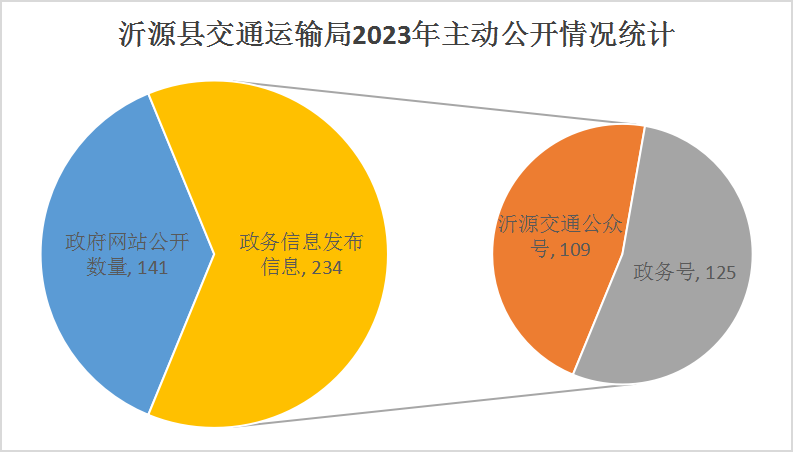 沂源县交通运输局2023年主动公开情况统计
政府网站公开
数量, 141
政务信息发布
信息, 234
沂源交通公众
号, 109
政务号, 125